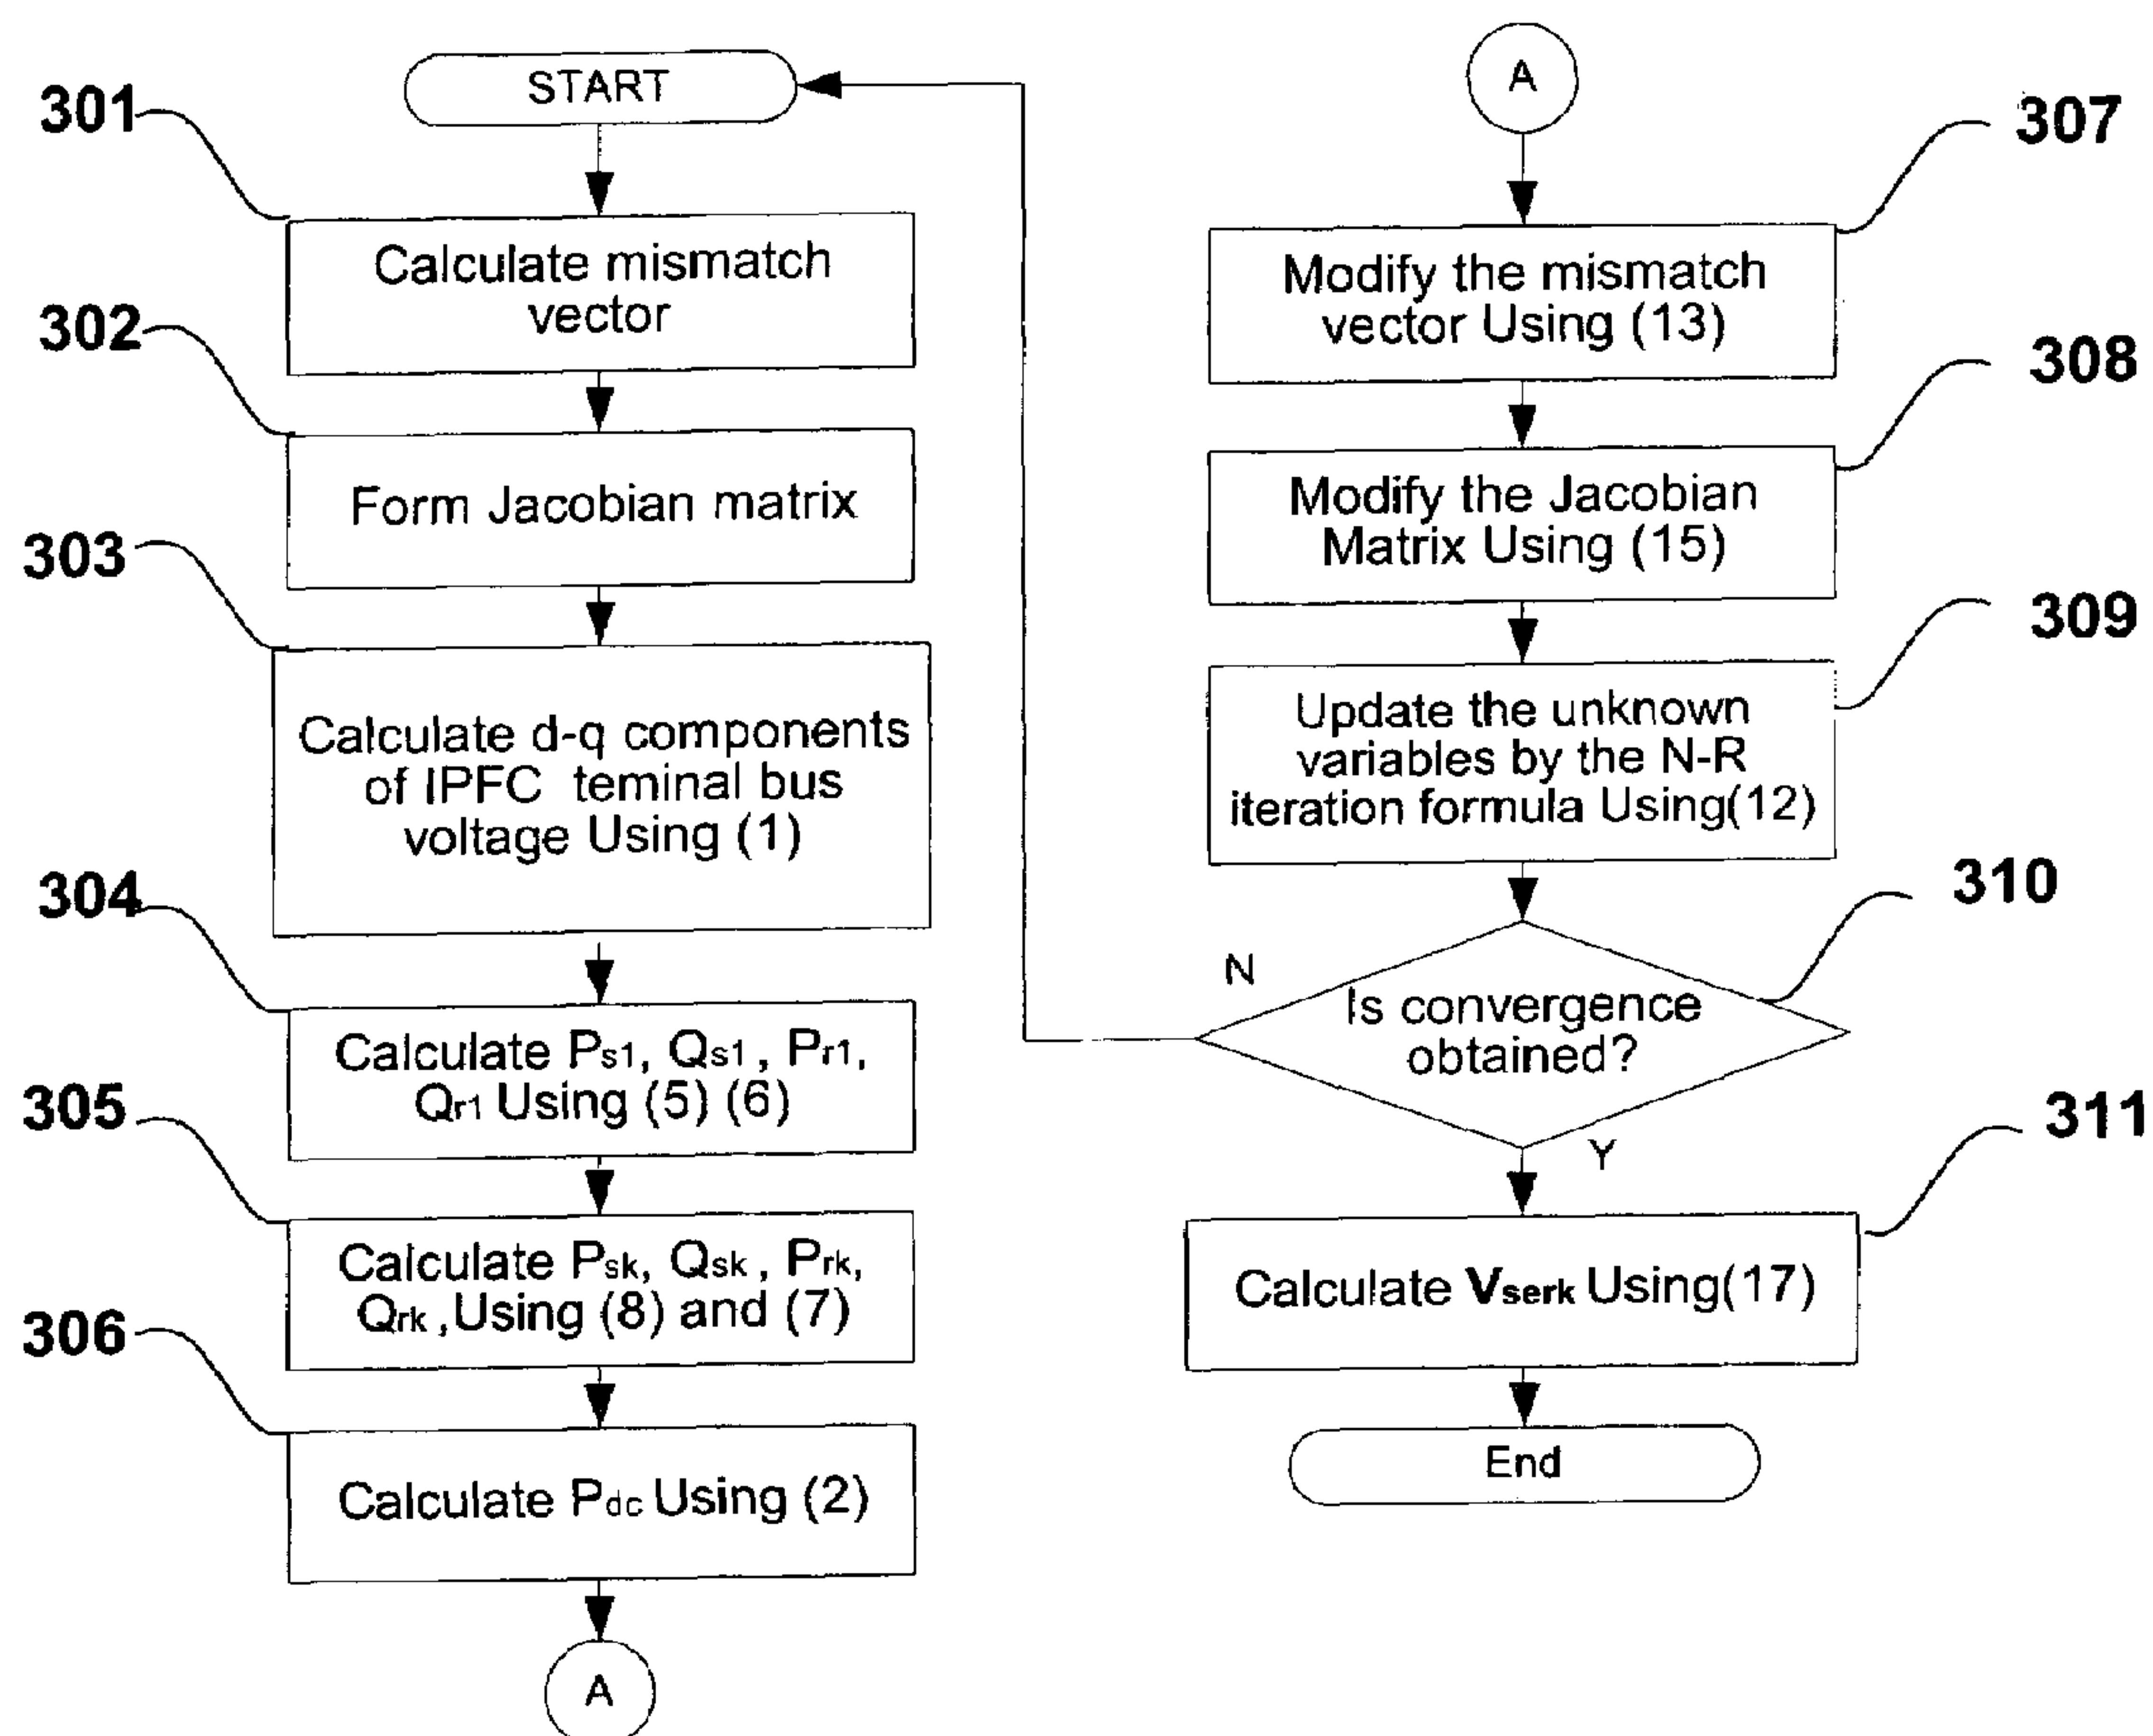 START
301
Calculate mismatch
vector
302
Form Jacobian matrix
303
Calculate d-q components
of IPFC teminal bus
voltage Using (1)
304
Calculate Ps1, Qs1, Pr1,
Qr1 Using (5) (6)
305
Calculate Psk, Qsk, Prk,
Qrk, Using (8) and (7)
306
Calculate Pdc Using (2)
A
A
307
Modify the mismatch
vector Using (13)
308
Modify the Jacobian
Matrix Using (15)
309
Update the unknown
variables by the N-R
iteration formula Using(12)
310
N
Is convergence
obtained?
Y
311
Calculate Vserk Using(17)
End